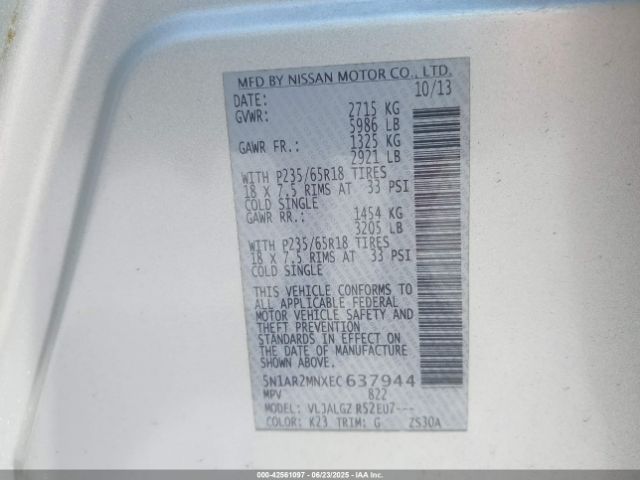 MFD BY NISSAN MOTOR CO., LTD.
DATE: 10/13
GVWR: 2715 KG
5986 LB
GAWR FR.: 1325 KG
2921 LB
WITH P235/65R18 TIRES
18 X 7.5 RIMS AT 33 PSI
COLD SINGLE
GAWR RR.: 1454 KG
3205 LB
WITH P235/65R18 TIRES
18 X 7.5 RIMS AT 33 PSI
COLD SINGLE
THIS VEHICLE CONFORMS TO
ALL APPLICABLE FEDERAL
MOTOR VEHICLE SAFETY AND
THEFT PREVENTION
STANDARDS IN EFFECT ON
THE DATE OF MANUFACTURE
SHOWN ABOVE.
5N1AR2MNXEC637944
MPV 822
MODEL: VLJALGZ R52EU7---
COLOR: K23 TRIM: G ZS30A
000-42561097 - 06/23/2025 - IAAI.COM